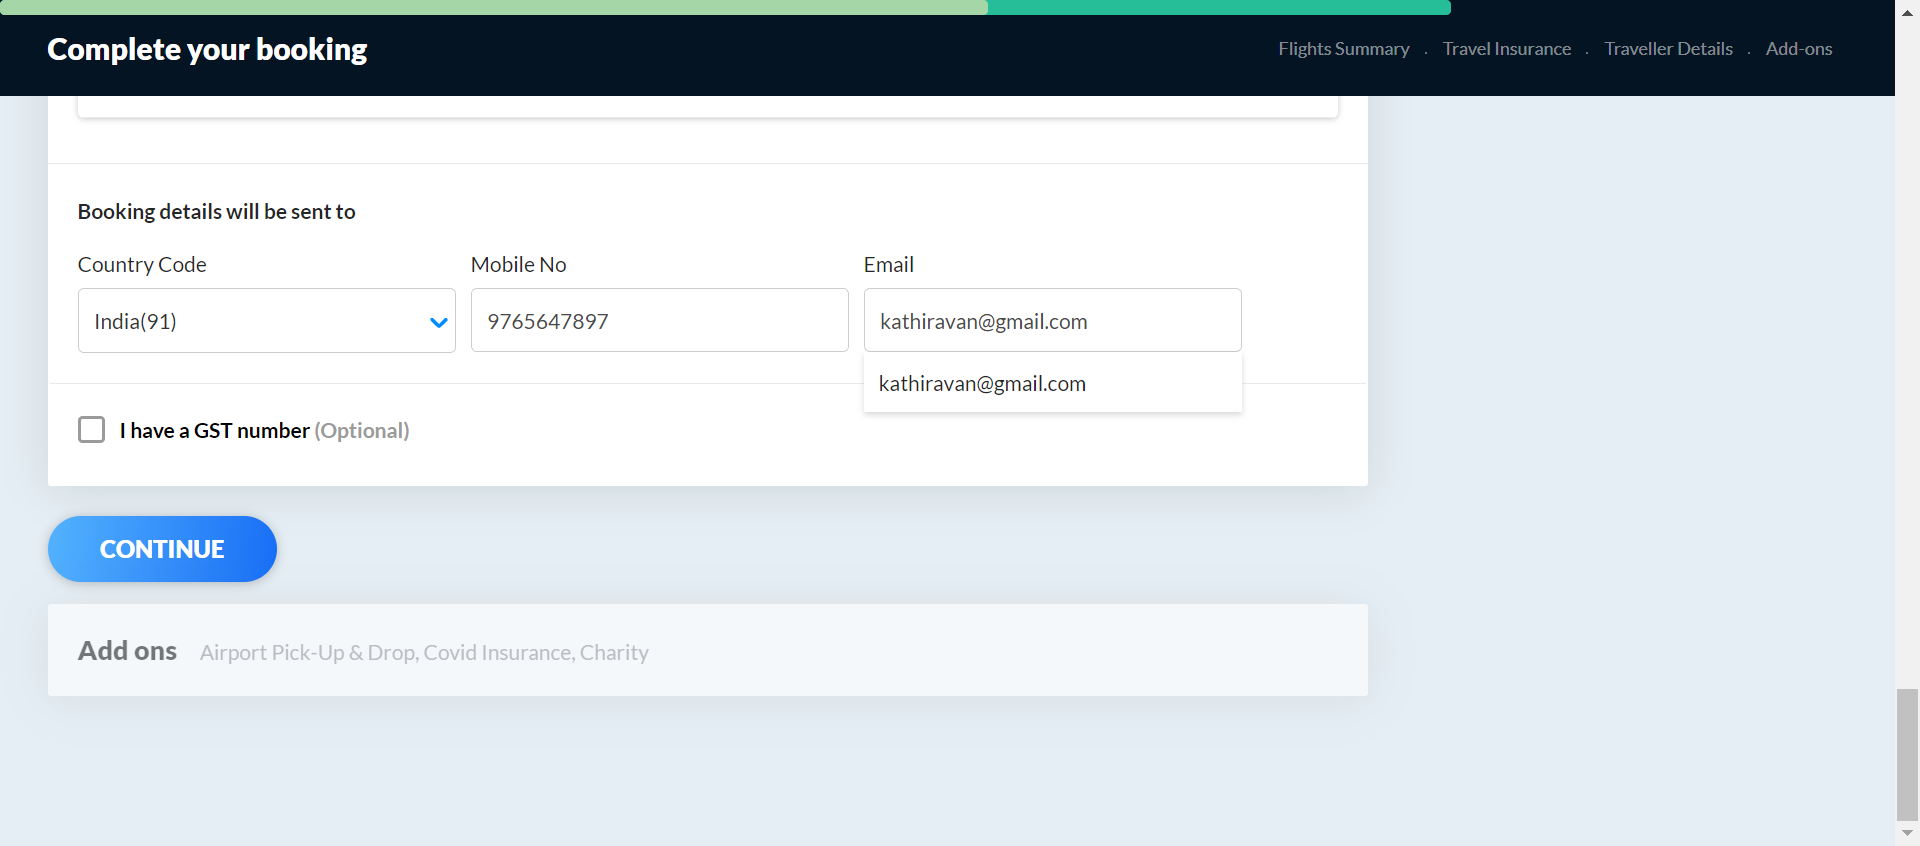 Complete your booking
Flights Summary . Travel Insurance . Traveller Details . Add-ons
Booking details will be sent to
Country Code Mobile No Email
India(91) 9765647897 kathiravan@gmail.com
kathiravan@gmail.com
I have a GST number (Optional)
CONTINUE
Add ons Airport Pick-Up & Drop, Covid Insurance, Charity